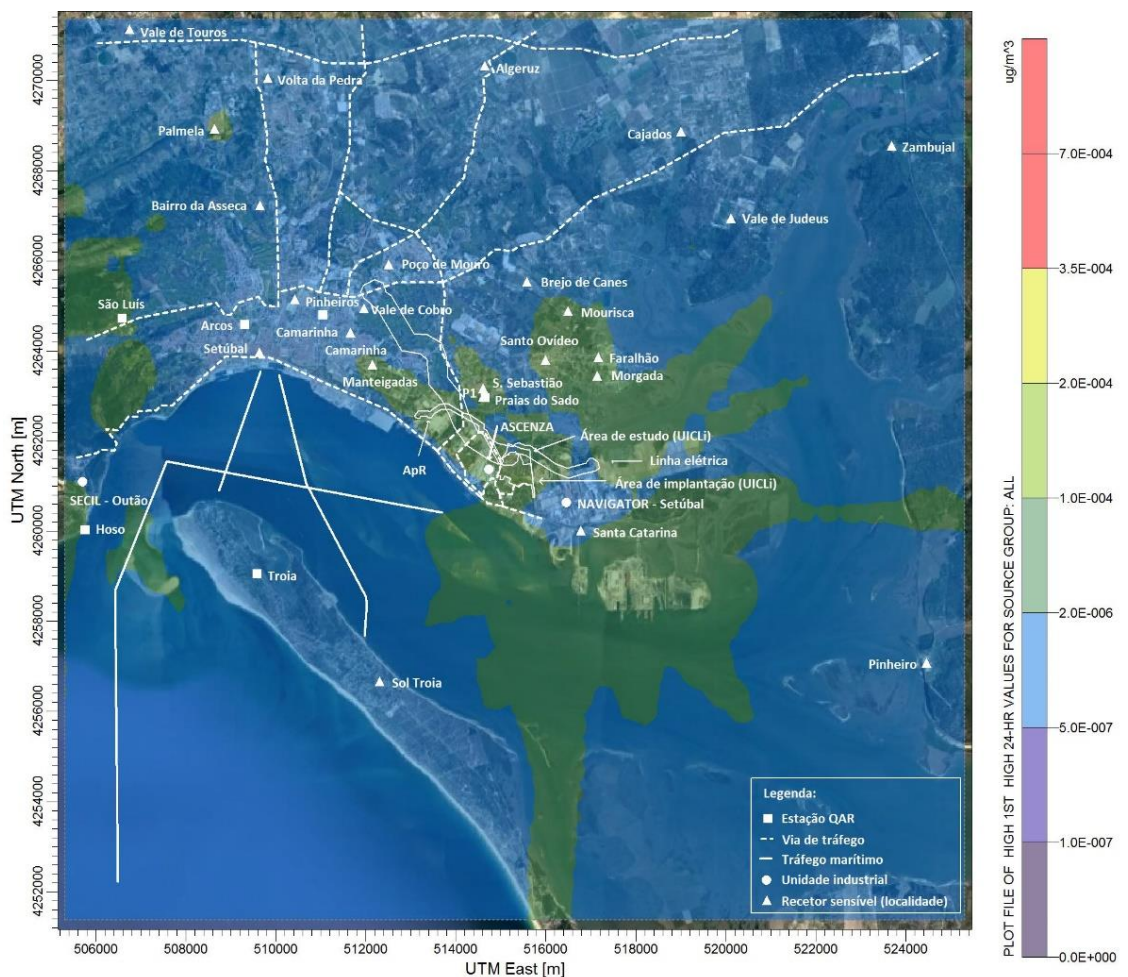 Vale de Touros
Volta da Pedra
Algeruz
Palmela
Cajados
Zambujal
Bairro da Asseca
Vale de Judeus
Poço de Mouro
Brejo de Canes
São Luís
Pinheiros
Vale de Cobro
Mourisca
Arcos
Camarinha
Setúbal
Camarinha
Santo Ovídeo
Faralhão
Manteigadas
S. Sebastião
Morgada
P1
Praias do Sado
ASCENZA
Área de estudo (UICLi)
ApR
Linha elétrica
SECIL - Outão
Área de implantação (UICLi)
NAVIGATOR - Setúbal
Hoso
Santa Catarina
Troia
Pinheiro
Sol Troia
Legenda:
Estação QAR
Via de tráfego
Tráfego marítimo
Unidade industrial
Recetor sensível (localidade)
UTM North [m]
4270000
4268000
4266000
4264000
4262000
4260000
4258000
4256000
4254000
4252000
506000 508000 510000 512000 514000 516000 518000 520000 522000 524000
UTM East [m]
ug/m^3
PLOT FILE OF HIGH 1ST HIGH 24-HR VALUES FOR SOURCE GROUP: ALL
7.0E-004
3.5E-004
2.0E-004
1.0E-004
2.0E-006
5.0E-007
1.0E-007
0.0E+000